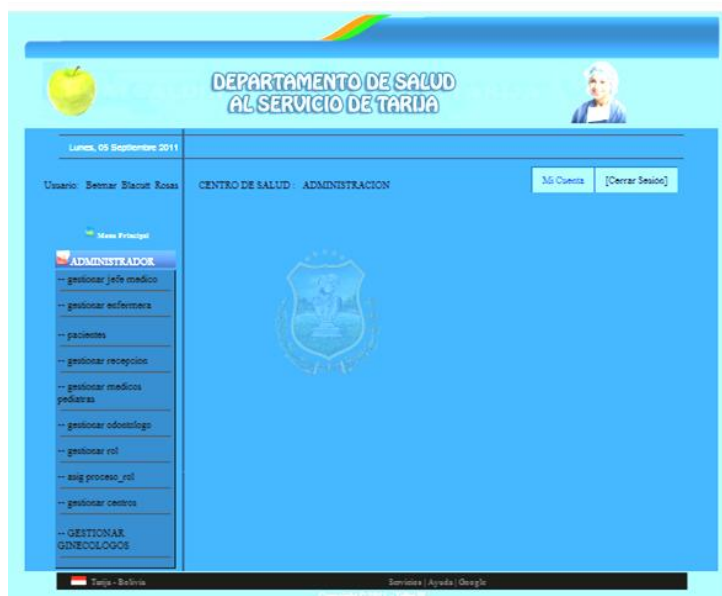 DEPARTAMENTO DE SALUD
AL SERVICIO DE TARIJA
Lunes, 05 Septiembre 2011
Usuario: Betmar Blacutt Rosas
CENTRO DE SALUD : ADMINISTRACION
Mi Cuenta
[Cerrar Sesion]
Menu Principal
ADMINISTRADOR
-- gestionar jefe medico
-- gestionar enfermera
-- pacientes
-- gestionar recepcion
-- gestionar medicos
pediatras
-- gestionar odontologo
-- gestionar rol
-- asig proceso_rol
-- gestionar centros
-- GESTIONAR
GINECOLOGOS
Tarija - Bolivia
Servicios | Ayuda | Google